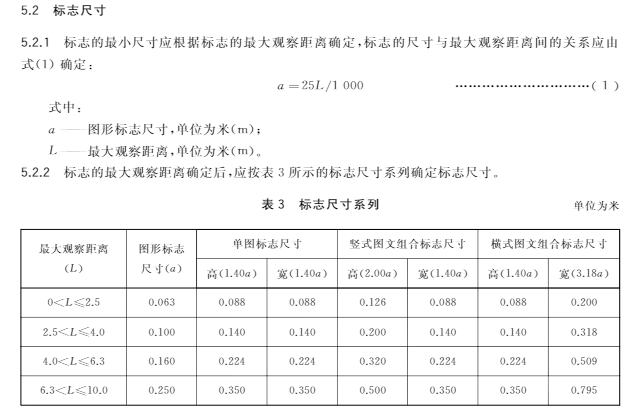 5.2 标志尺寸
5.2.1 标志的最小尺寸应根据标志的最大观察距离确定,标志的尺寸与最大观察距离间的关系应由
式(1)确定:
a=25L/1 000 …………………………( 1 )
式中:
a ——图形标志尺寸,单位为米(m);
L ——最大观察距离,单位为米(m)。
5.2.2 标志的最大观察距离确定后,应按表 3 所示的标志尺寸系列确定标志尺寸。
表 3 标志尺寸系列 单位为米
最大观察距离 图形标志 单图标志尺寸 竖式图文组合标志尺寸 横式图文组合标志尺寸
(L) 尺寸(a) 高(1.40a) 宽(1.40a) 高(2.00a) 宽(1.40a) 高(1.40a) 宽(3.18a)
0<L≤2.5 0.063 0.088 0.088 0.126 0.088 0.088 0.200
2.5<L≤4.0 0.100 0.140 0.140 0.200 0.140 0.140 0.318
4.0<L≤6.3 0.160 0.224 0.224 0.320 0.224 0.224 0.509
6.3<L≤10.0 0.250 0.350 0.350 0.500 0.350 0.350 0.795